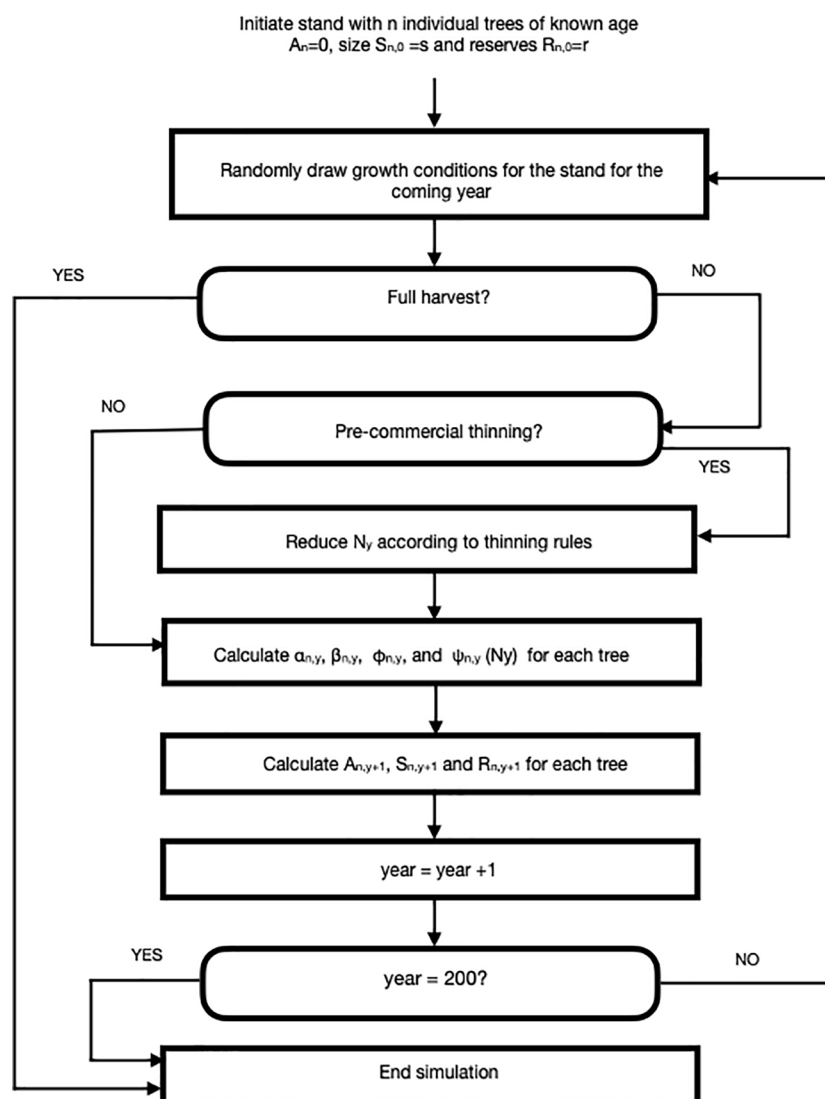 Initiate stand with n individual trees of known age
Aₙ=0, size Sₙ,₀ =s and reserves Rₙ,₀=r
Randomly draw growth conditions for the stand for the
coming year
YES
NO
Full harvest?
NO
Pre-commercial thinning?
YES
Reduce Ny according to thinning rules
Calculate αn,y, βn,y, ϕn,y, and ψn,y (Ny) for each tree
Calculate An,y+1, Sn,y+1 and Rn,y+1 for each tree
year = year +1
YES
year = 200?
NO
End simulation